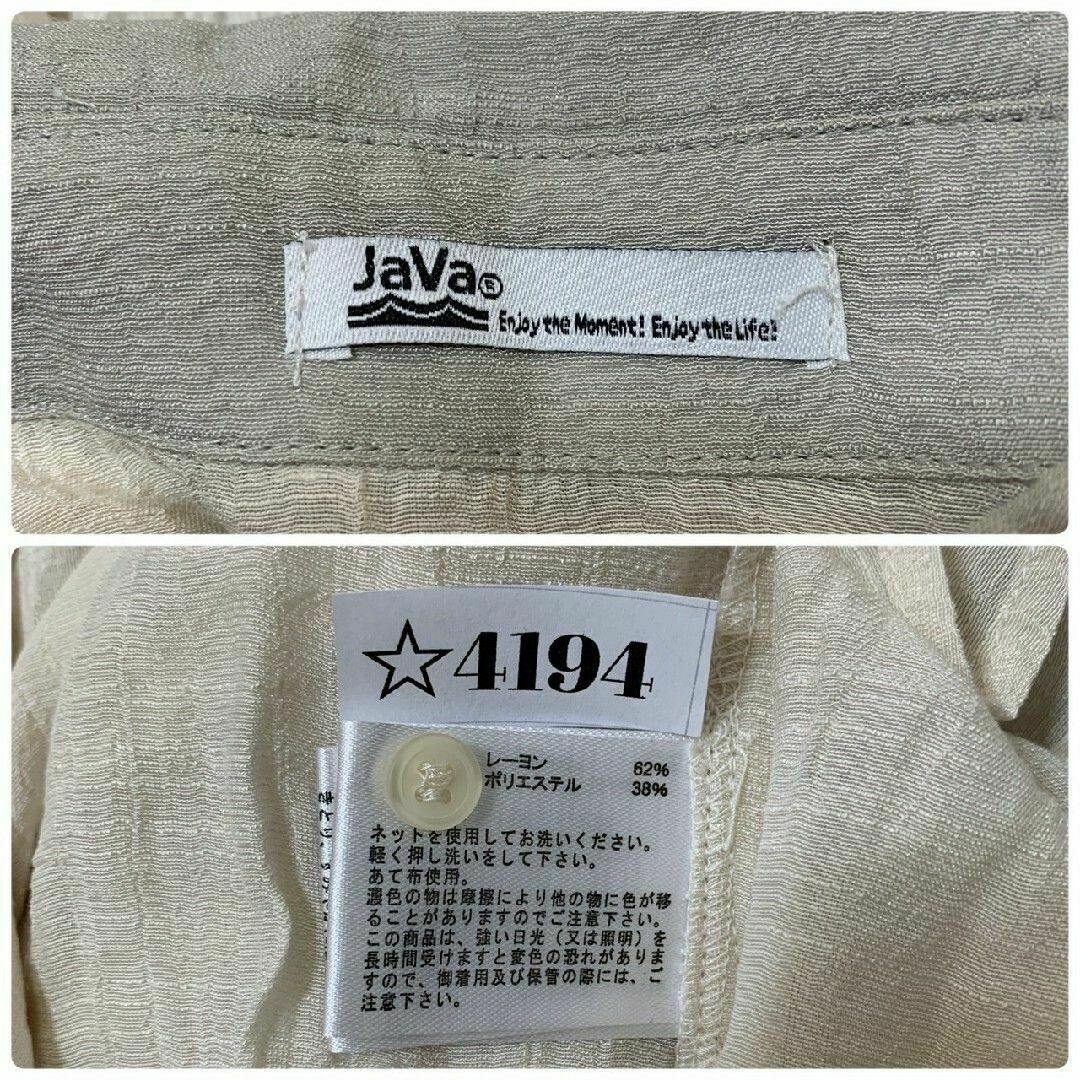 JaVa®
Enjoy the Moment! Enjoy the Life!
☆4194
レーヨン 62%
ポリエステル 38%
ネットを使用してお洗いください。
軽く押し洗いをして下さい。
あて布使用。
濃色の物は摩擦により他の物に色が移
ることがありますのでご注意下さい。
この商品は、強い日光(又は照明)を
長時間受けますと変色の恐れがありま
すので、御着用及び保管の際には、ご
注意下さい。